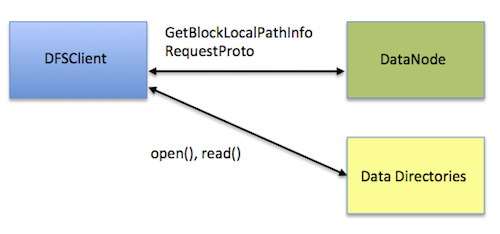 GetBlockLocalPathInfo
RequestProto
DFSClient
DataNode
open(), read()
Data Directories